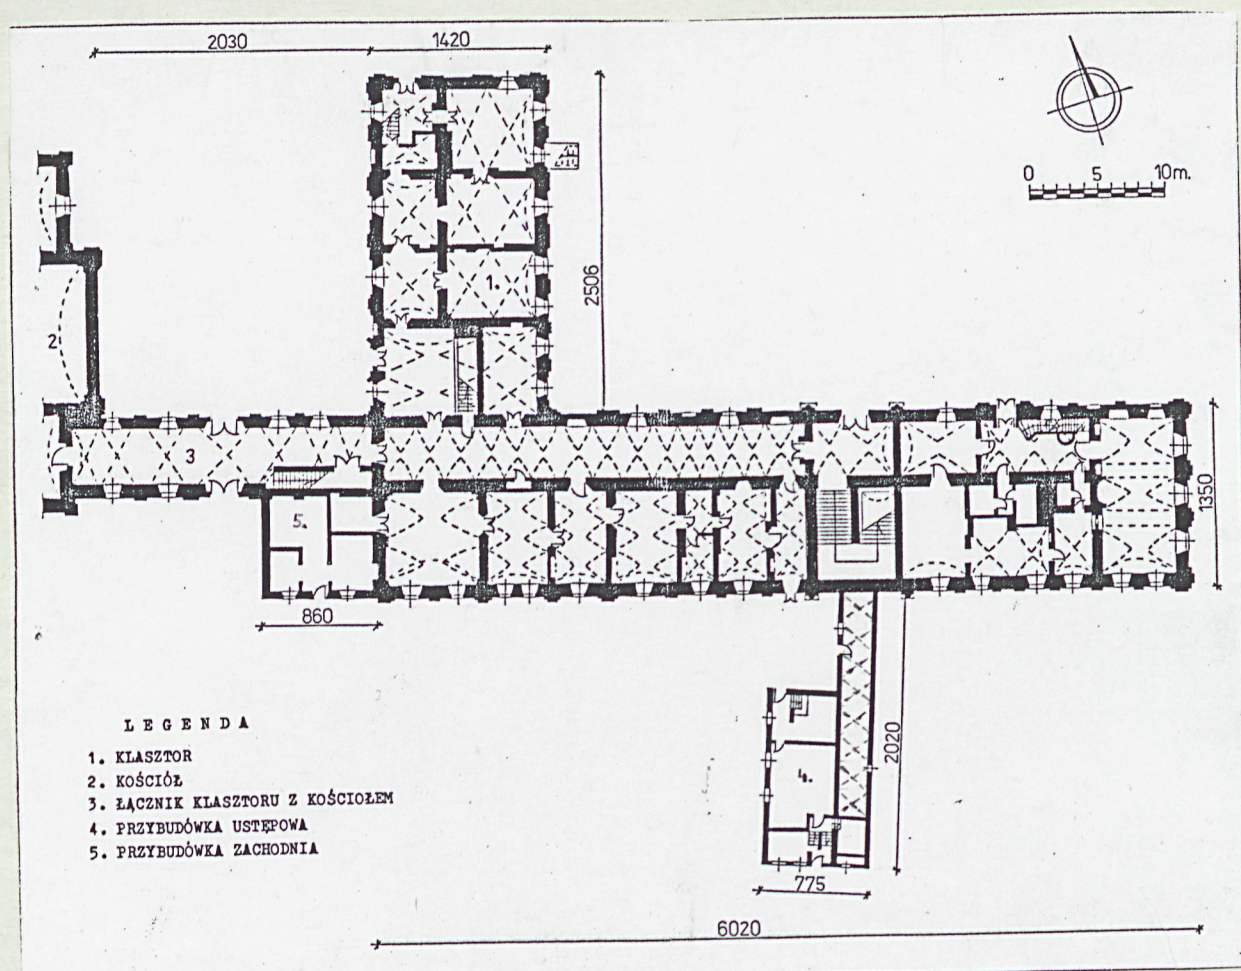 2030
1420
0 5 10m.
2506
1.
2
3
1350
5.
860
4.
2020
775
6020
LEGENDA
1. KLASZTOR
2. KOŚCIÓŁ
3. ŁĄCZNIK KLASZTORU Z KOŚCIOŁEM
4. PRZYBUDÓWKA USTĘPOWA
5. PRZYBUDÓWKA ZACHODNIA